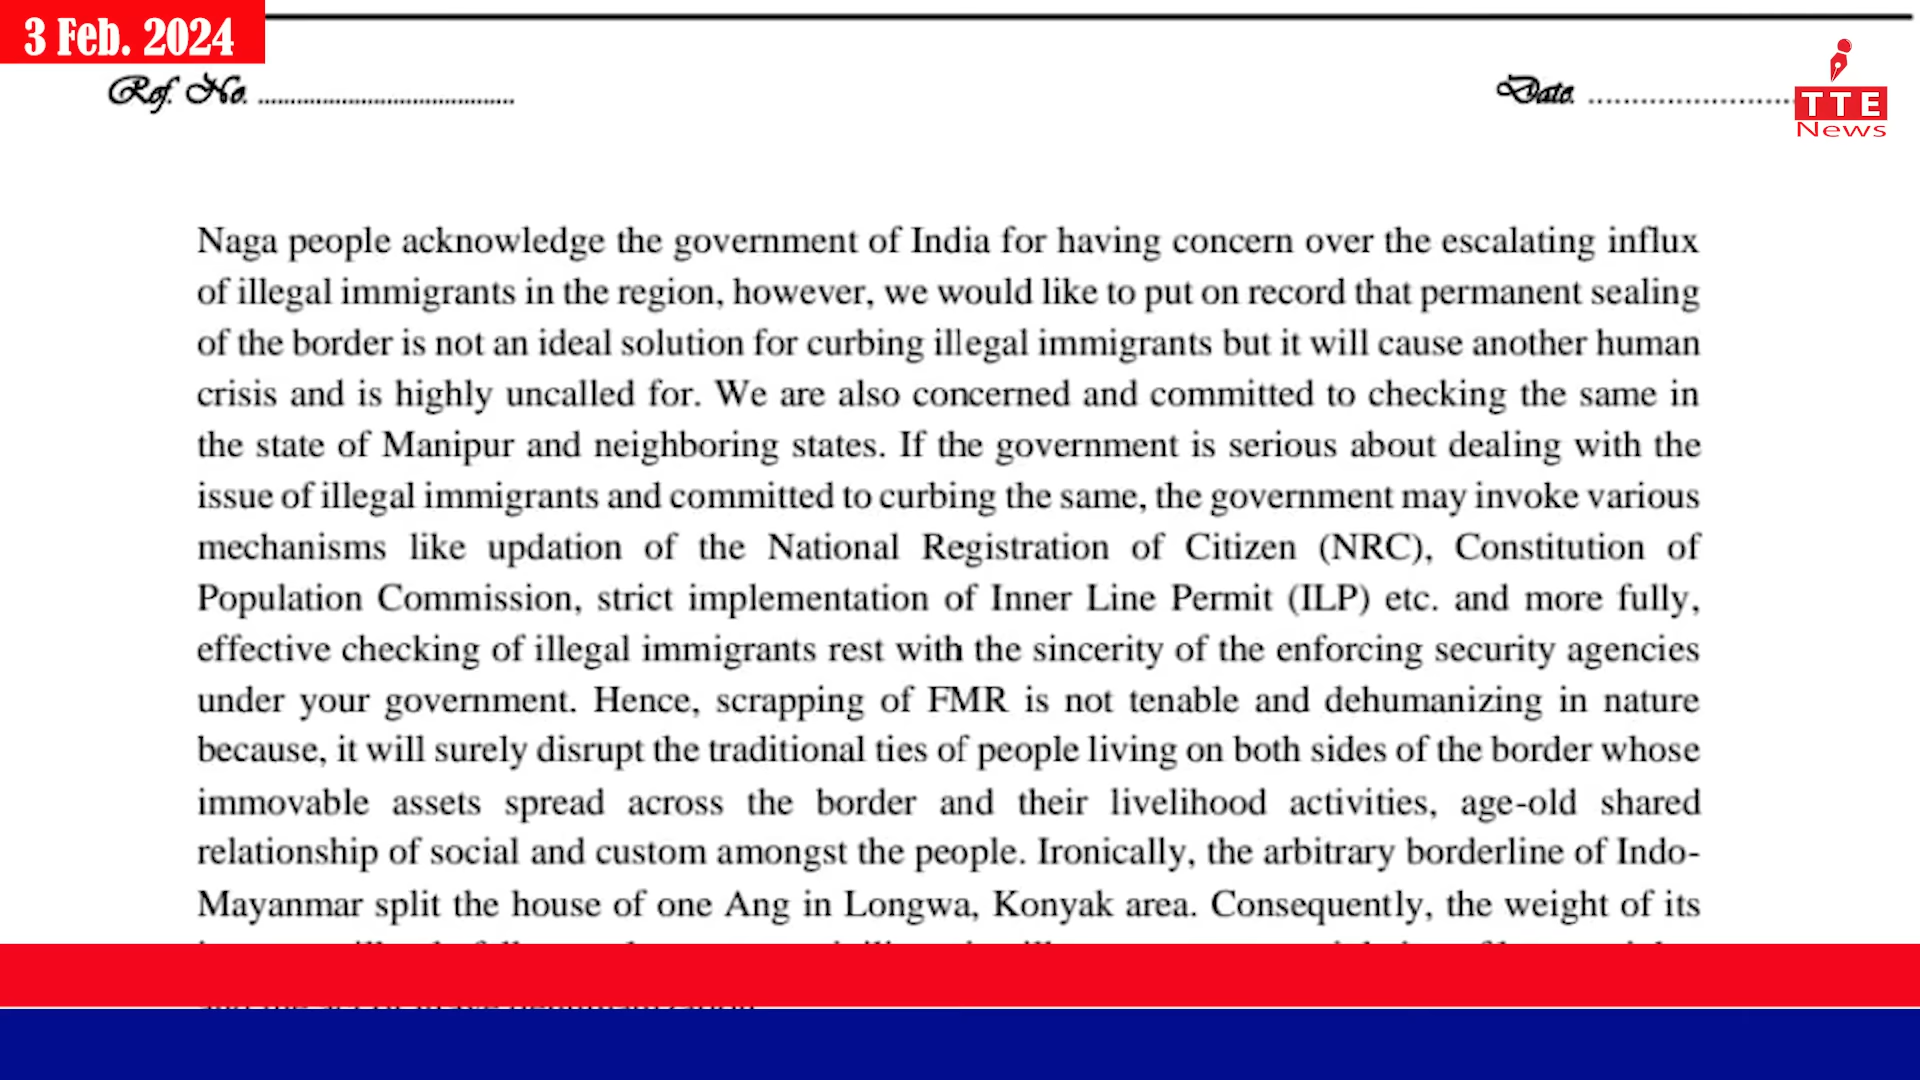 3 Feb. 2024
Ref. No. ........................................
Date. ........................
TTE
News
Naga people acknowledge the government of India for having concern over the escalating influx
of illegal immigrants in the region, however, we would like to put on record that permanent sealing
of the border is not an ideal solution for curbing illegal immigrants but it will cause another human
crisis and is highly uncalled for. We are also concerned and committed to checking the same in
the state of Manipur and neighboring states. If the government is serious about dealing with the
issue of illegal immigrants and committed to curbing the same, the government may invoke various
mechanisms like updation of the National Registration of Citizen (NRC), Constitution of
Population Commission, strict implementation of Inner Line Permit (ILP) etc. and more fully,
effective checking of illegal immigrants rest with the sincerity of the enforcing security agencies
under your government. Hence, scrapping of FMR is not tenable and dehumanizing in nature
because, it will surely disrupt the traditional ties of people living on both sides of the border whose
immovable assets spread across the border and their livelihood activities, age-old shared
relationship of social and custom amongst the people. Ironically, the arbitrary borderline of Indo-
Mayanmar split the house of one Ang in Longwa, Konyak area. Consequently, the weight of its